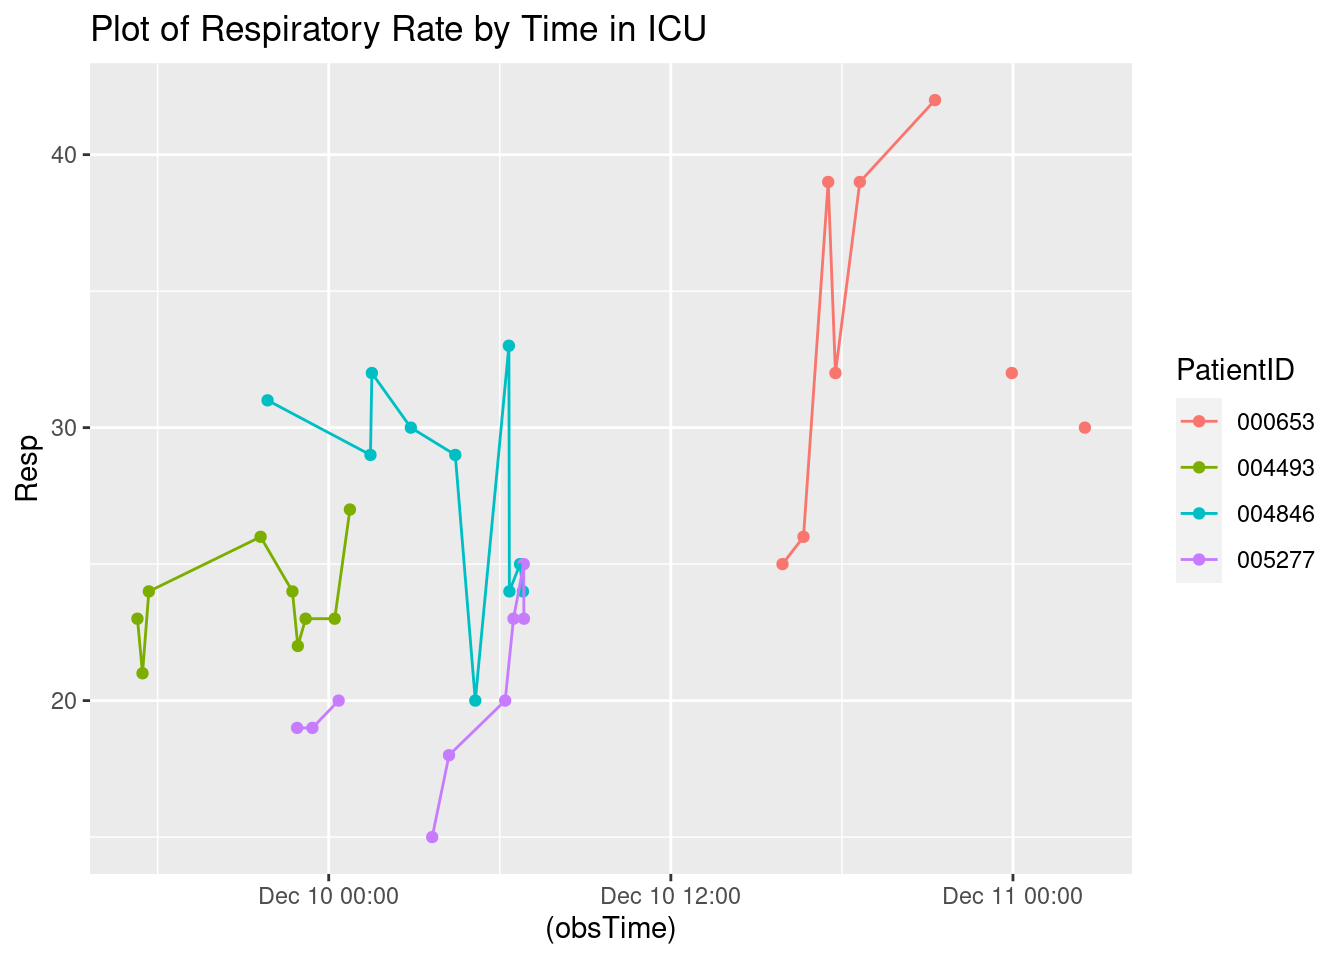 Plot of Respiratory Rate by Time in ICU
40
30
20
Resp
Dec 10 00:00
Dec 10 12:00
Dec 11 00:00
(obsTime)
PatientID
000653
004493
004846
005277